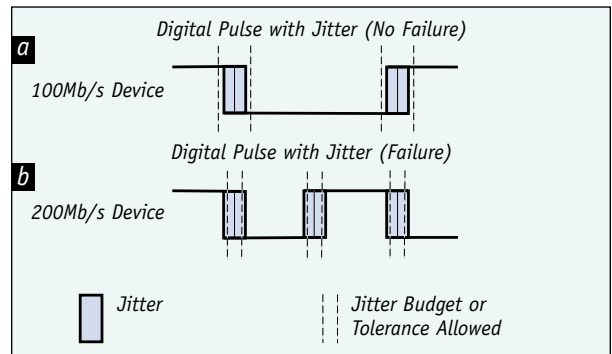 Digital Pulse with Jitter (No Failure)
a
100Mb/s Device
Digital Pulse with Jitter (Failure)
b
200Mb/s Device
Jitter
Jitter Budget or
Tolerance Allowed